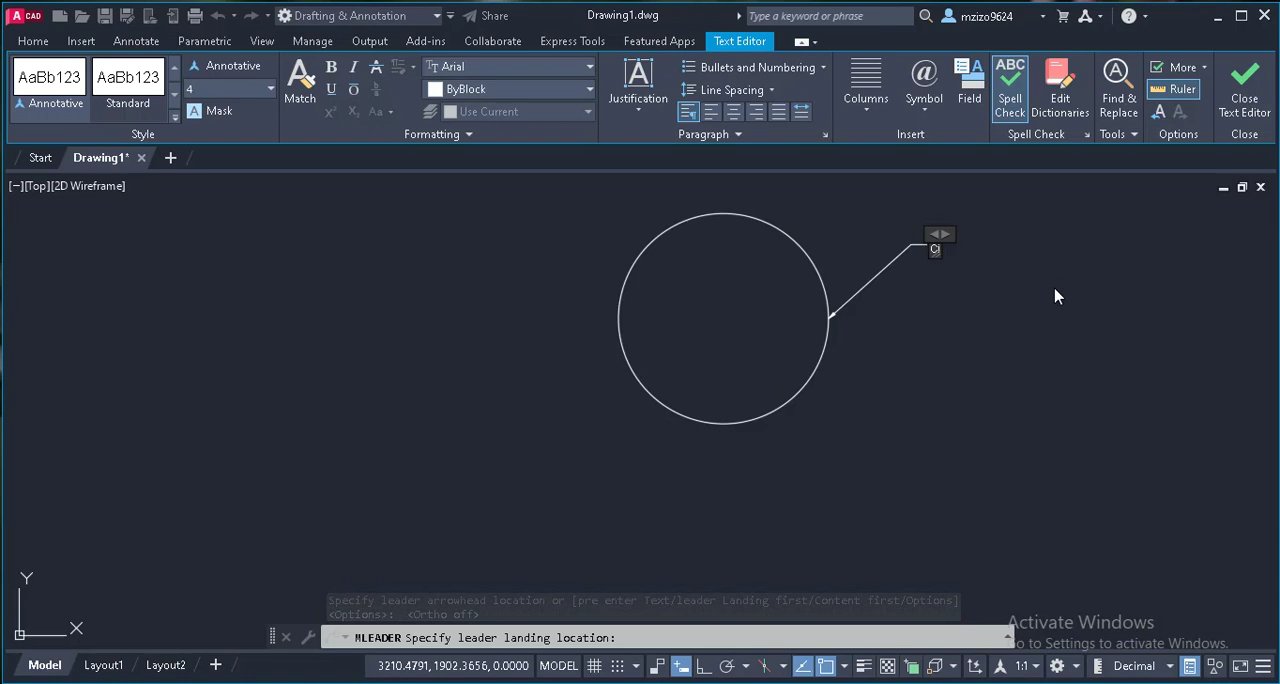 A CAD Drafting & Annotation Share Drawing1.dwg Type a keyword or phrase mzizo9624
Home Insert Annotate Parametric View Manage Output Add-ins Collaborate Express Tools Featured Apps Text Editor
AaBb123 AaBb123 Annotative Arial Bullets and Numbering ABC More
4 ByBlock Line Spacing Ruler
Annotative Standard Mask Match Use Current Justification Columns Symbol Field Spell Check Edit Dictionaries Find & Replace Close Text Editor
Style Formatting Paragraph Insert Spell Check Tools Options Close
Start Drawing1*
[−][Top][2D Wireframe]
Ci
Y
X
Specify leader arrowhead location or [pre enter Text/leader Landing first/Content first/Options]
<Options>: <Ortho off>
MLEADER Specify leader landing location:
Activate Windows
Go to Settings to activate Windows.
Model Layout1 Layout2 3210.4791, 1902.3656, 0.0000 MODEL 1:1 Decimal